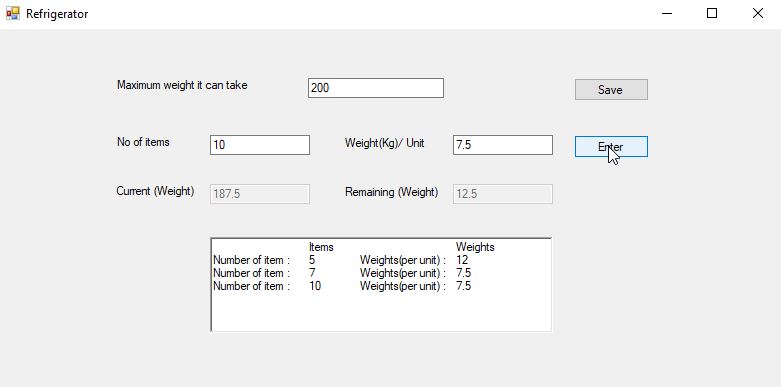 Refrigerator
Maximum weight it can take 200 Save
No of items 10 Weight(Kg)/ Unit 7.5 Enter
Current (Weight) 187.5 Remaining (Weight) 12.5
Items Weights
Number of item : 5 Weights(per unit) : 12
Number of item : 7 Weights(per unit) : 7.5
Number of item : 10 Weights(per unit) : 7.5